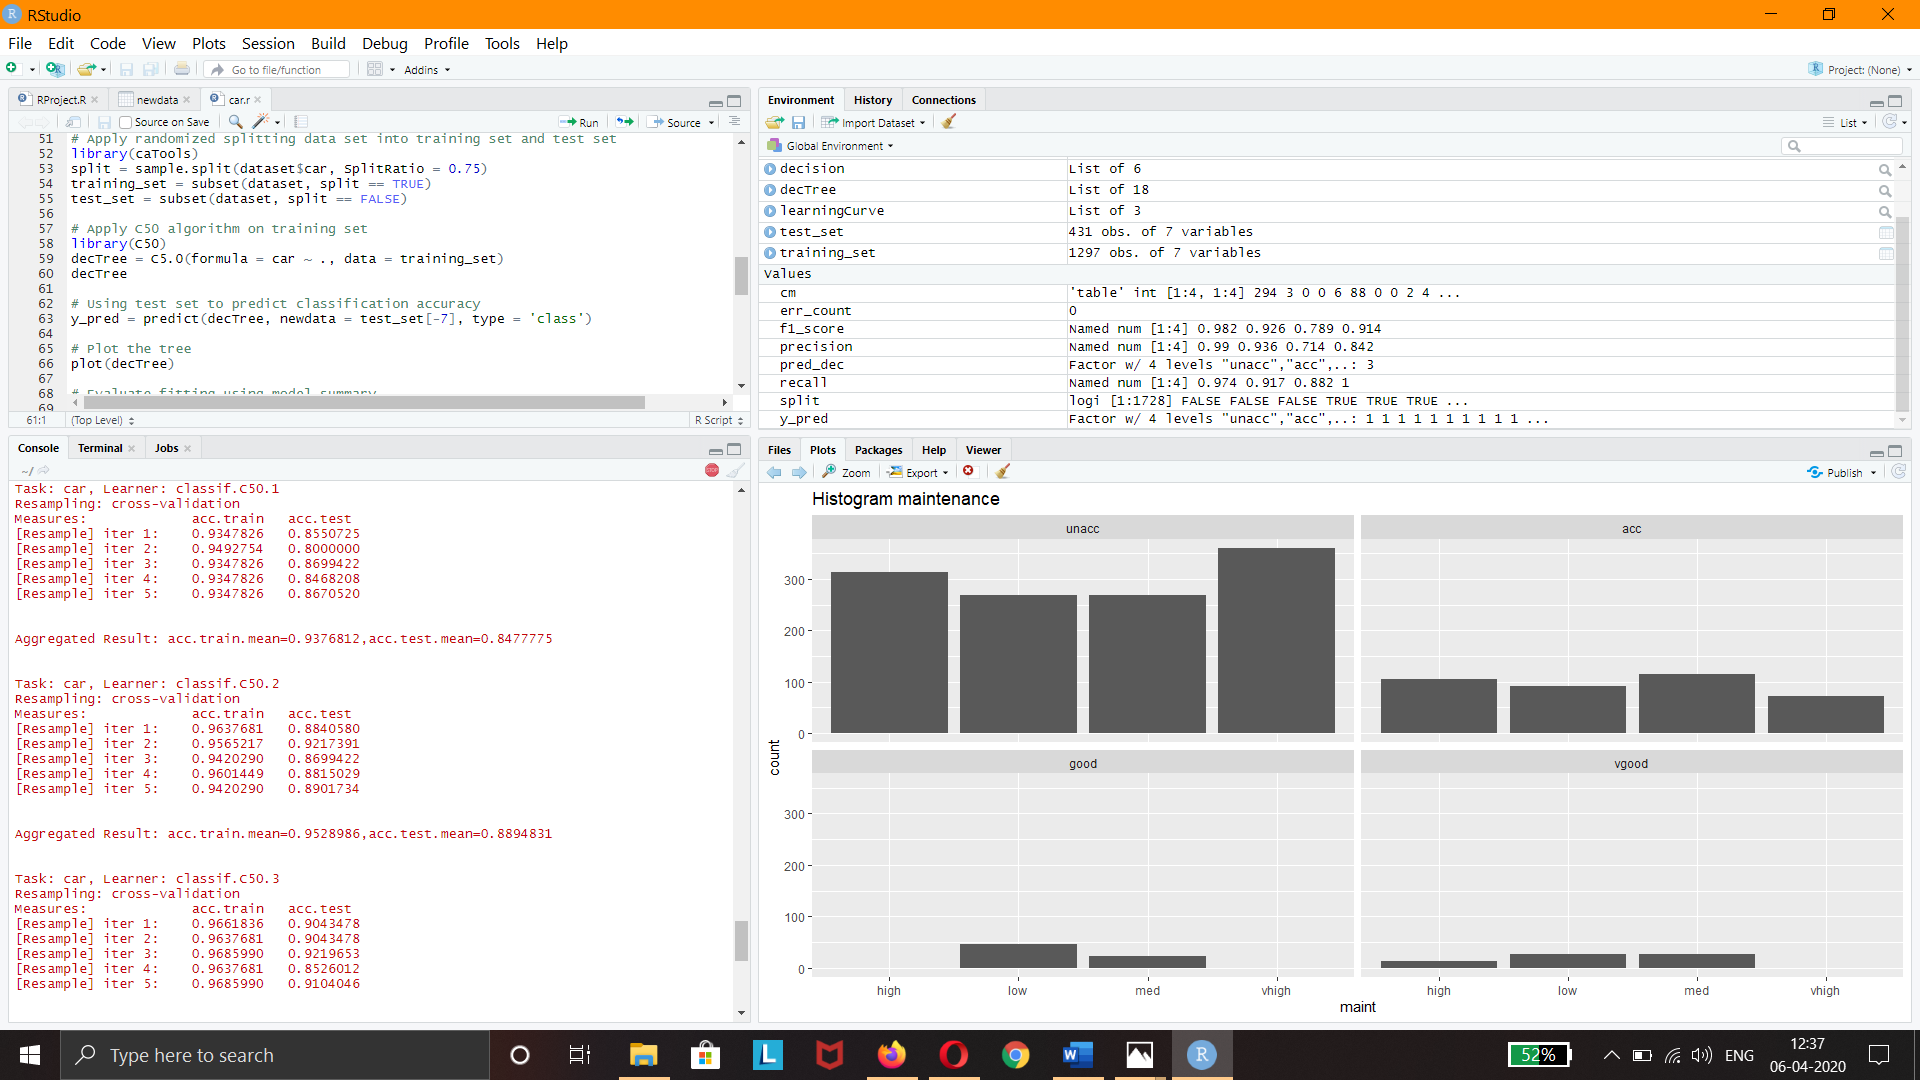 RStudio
File Edit Code View Plots Session Build Debug Profile Tools Help
Go to file/function Addins Project: (None)
RProject.R newdata car.r
Source on Save Run Source
51 # Apply randomized splitting data set into training set and test set
52 library(caTools)
53 split = sample.split(dataset$car, SplitRatio = 0.75)
54 training_set = subset(dataset, split == TRUE)
55 test_set = subset(dataset, split == FALSE)
56
57 # Apply C50 algorithm on training set
58 library(C50)
59 decTree = C5.0(formula = car ~ ., data = training_set)
60 decTree
61
62 # Using test set to predict classification accuracy
63 y_pred = predict(decTree, newdata = test_set[-7], type = 'class')
64
65 # Plot the tree
66 plot(decTree)
67
68 # Evaluate fitting using model summary
69
61:1 (Top Level) R Script
Console Terminal Jobs
~/
STOP
Task: car, Learner: classif.C50.1
Resampling: cross-validation
Measures: acc.train acc.test
[Resample] iter 1: 0.9347826 0.8550725
[Resample] iter 2: 0.9492754 0.8000000
[Resample] iter 3: 0.9347826 0.8699422
[Resample] iter 4: 0.9347826 0.8468208
[Resample] iter 5: 0.9347826 0.8670520
Aggregated Result: acc.train.mean=0.9376812,acc.test.mean=0.8477775
Task: car, Learner: classif.C50.2
Resampling: cross-validation
Measures: acc.train acc.test
[Resample] iter 1: 0.9637681 0.8840580
[Resample] iter 2: 0.9565217 0.9217391
[Resample] iter 3: 0.9420290 0.8699422
[Resample] iter 4: 0.9601449 0.8815029
[Resample] iter 5: 0.9420290 0.8901734
Aggregated Result: acc.train.mean=0.9528986,acc.test.mean=0.8894831
Task: car, Learner: classif.C50.3
Resampling: cross-validation
Measures: acc.train acc.test
[Resample] iter 1: 0.9661836 0.9043478
[Resample] iter 2: 0.9637681 0.9043478
[Resample] iter 3: 0.9685990 0.9219653
[Resample] iter 4: 0.9637681 0.8526012
[Resample] iter 5: 0.9685990 0.9104046
Environment History Connections
Import Dataset List
Global Environment
decision List of 6
decTree List of 18
learningCurve List of 3
test_set 431 obs. of 7 variables
training_set 1297 obs. of 7 variables
Values
cm 'table' int [1:4, 1:4] 294 3 0 0 6 88 0 0 2 4 ...
err_count 0
f1_score Named num [1:4] 0.982 0.926 0.789 0.914
precision Named num [1:4] 0.99 0.936 0.714 0.842
pred_dec Factor w/ 4 levels "unacc","acc",..: 3
recall Named num [1:4] 0.974 0.917 0.882 1
split logi [1:1728] FALSE FALSE FALSE TRUE TRUE TRUE ...
y_pred Factor w/ 4 levels "unacc","acc",..: 1 1 1 1 1 1 1 1 1 1 ...
Files Plots Packages Help Viewer
Zoom Export Publish
Histogram maintenance
unacc acc
300
200
100
0
count
good vgood
300
200
100
0
high low med vhigh high low med vhigh
maint
Type here to search
52% ENG
12:37
06-04-2020